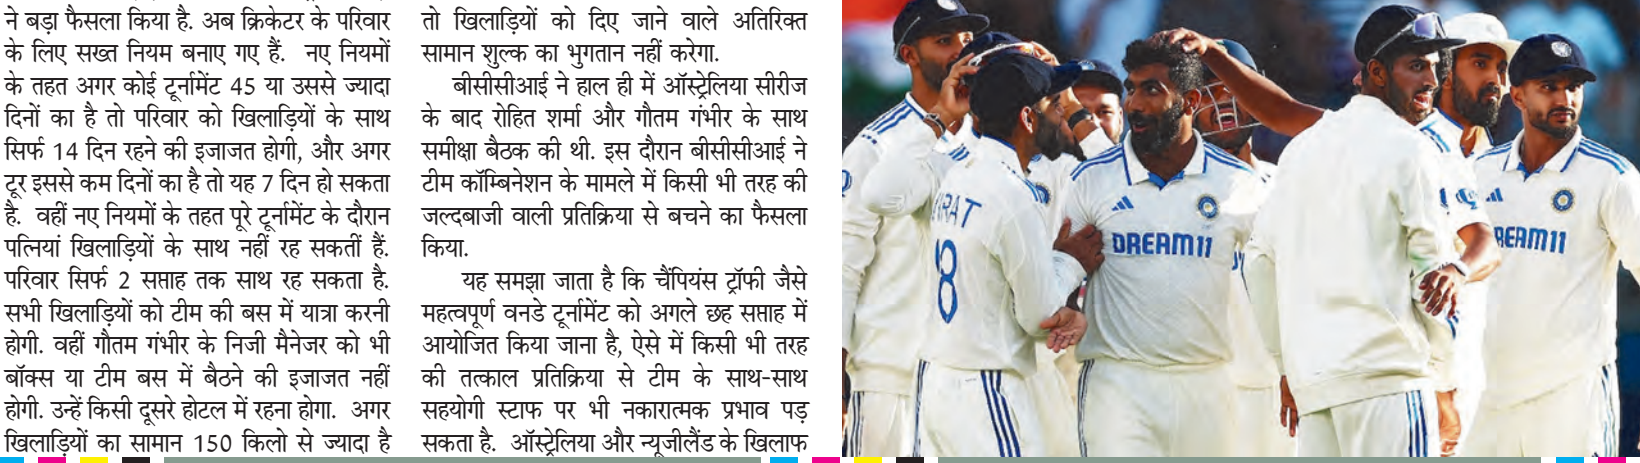 ने बड़ा फैसला किया है. अब क्रिकेटर के परिवार
के लिए सख्त नियम बनाए गए हैं. नए नियमों
के तहत अगर कोई टूर्नामेंट 45 या उससे ज्यादा
दिनों का है तो परिवार को खिलाड़ियों के साथ
सिर्फ 14 दिन रहने की इजाजत होगी, और अगर
टूर इससे कम दिनों का है तो यह 7 दिन हो सकता
है. वहीं नए नियमों के तहत पूरे टूर्नामेंट के दौरान
पत्नियां खिलाड़ियों के साथ नहीं रह सकतीं हैं.
परिवार सिर्फ 2 सप्ताह तक साथ रह सकता है.
सभी खिलाड़ियों को टीम की बस में यात्रा करनी
होगी. वहीं गौतम गंभीर के निजी मैनेजर को भी
बॉक्स या टीम बस में बैठने की इजाजत नहीं
होगी. उन्हें किसी दूसरे होटल में रहना होगा. अगर
खिलाड़ियों का सामान 150 किलो से ज्यादा है
तो खिलाड़ियों को दिए जाने वाले अतिरिक्त
सामान शुल्क का भुगतान नहीं करेगा.
बीसीसीआई ने हाल ही में ऑस्ट्रेलिया सीरीज
के बाद रोहित शर्मा और गौतम गंभीर के साथ
समीक्षा बैठक की थी. इस दौरान बीसीसीआई ने
टीम कॉम्बिनेशन के मामले में किसी भी तरह की
जल्दबाजी वाली प्रतिक्रिया से बचने का फैसला
किया.
यह समझा जाता है कि चैंपियंस ट्रॉफी जैसे
महत्वपूर्ण वनडे टूर्नामेंट को अगले छह सप्ताह में
आयोजित किया जाना है, ऐसे में किसी भी तरह
की तत्काल प्रतिक्रिया से टीम के साथ-साथ
सहयोगी स्टाफ पर भी नकारात्मक प्रभाव पड़
सकता है. ऑस्ट्रेलिया और न्यूजीलैंड के खिलाफ
IRAT
18
DREAM11
REAM11